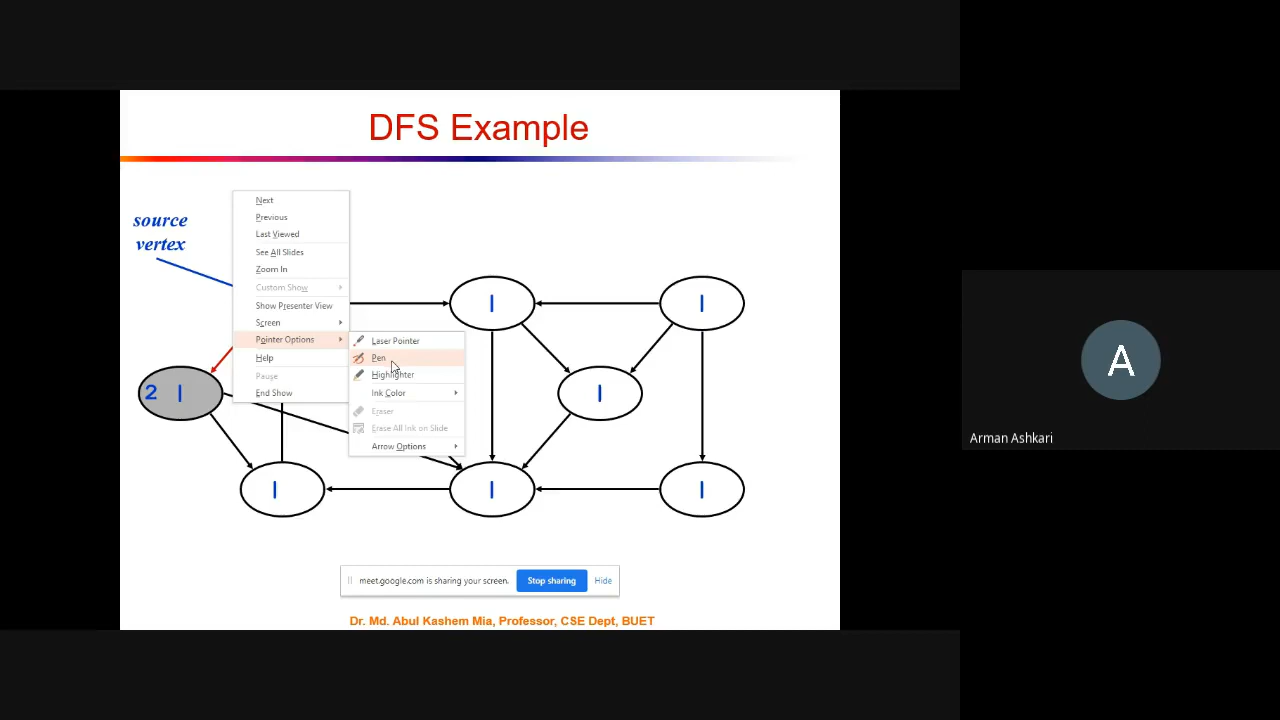 DFS Example
source
vertex
Next
Previous
Last Viewed
See All Slides
Zoom In
Custom Show
Show Presenter View
Screen
Pointer Options
Help
Pause
End Show
Laser Pointer
Pen
Highlighter
Ink Color
Eraser
Erase All Ink on Slide
Arrow Options
|
|
2 |
|
|
|
|
meet.google.com is sharing your screen.
Stop sharing
Hide
Dr. Md. Abul Kashem Mia, Professor, CSE Dept, BUET
A
Arman Ashkari